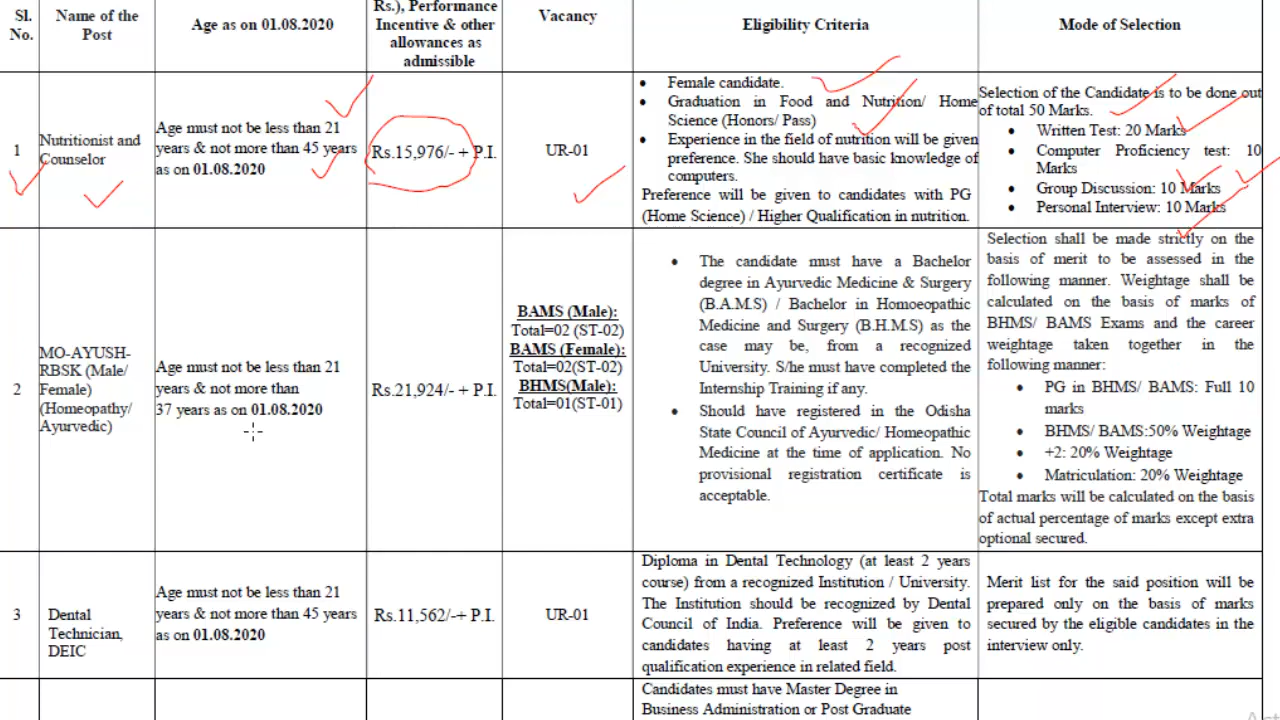 Sl. No.
Name of the Post
Age as on 01.08.2020
Rs.), Performance
Incentive & other
allowances as
admissible
Vacancy
Eligibility Criteria
Mode of Selection
1
Nutritionist and
Counselor
Age must not be less than 21
years & not more than 45 years
as on 01.08.2020
Rs.15,976/- + P.I.
UR-01
• Female candidate.
• Graduation in Food and Nutrition/ Home
Science (Honors/ Pass)
• Experience in the field of nutrition will be given
preference. She should have basic knowledge of
computers.
Preference will be given to candidates with PG
(Home Science) / Higher Qualification in nutrition.
Selection of the Candidate is to be done out
of total 50 Marks.
• Written Test: 20 Marks
• Computer Proficiency test: 10
Marks
• Group Discussion: 10 Marks
• Personal Interview: 10 Marks
2
MO-AYUSH-
RBSK (Male/
Female)
(Homeopathy/
Ayurvedic)
Age must not be less than 21
years & not more than
37 years as on 01.08.2020
Rs.21,924/- + P.I.
BAMS (Male):
Total=02 (ST-02)
BAMS (Female):
Total=02(ST-02)
BHMS(Male):
Total=01(ST-01)
• The candidate must have a Bachelor
degree in Ayurvedic Medicine & Surgery
(B.A.M.S) / Bachelor in Homoeopathic
Medicine and Surgery (B.H.M.S) as the
case may be, from a recognized
University. S/he must have completed the
Internship Training if any.
• Should have registered in the Odisha
State Council of Ayurvedic/ Homeopathic
Medicine at the time of application. No
provisional registration certificate is
acceptable.
Selection shall be made strictly on the
basis of merit to be assessed in the
following manner. Weightage shall be
calculated on the basis of marks of
BHMS/ BAMS Exams and the career
weightage taken together in the
following manner:
• PG in BHMS/ BAMS: Full 10
marks
• BHMS/ BAMS:50% Weightage
• +2: 20% Weightage
• Matriculation: 20% Weightage
Total marks will be calculated on the basis
of actual percentage of marks except extra
optional secured.
3
Dental
Technician,
DEIC
Age must not be less than 21
years & not more than 45 years
as on 01.08.2020
Rs.11,562/-+ P.I.
UR-01
Diploma in Dental Technology (at least 2 years
course) from a recognized Institution / University.
The Institution should be recognized by Dental
Council of India. Preference will be given to
candidates having at least 2 years post
qualification experience in related field.
Merit list for the said position will be
prepared only on the basis of marks
secured by the eligible candidates in the
interview only.
Candidates must have Master Degree in
Business Administration or Post Graduate